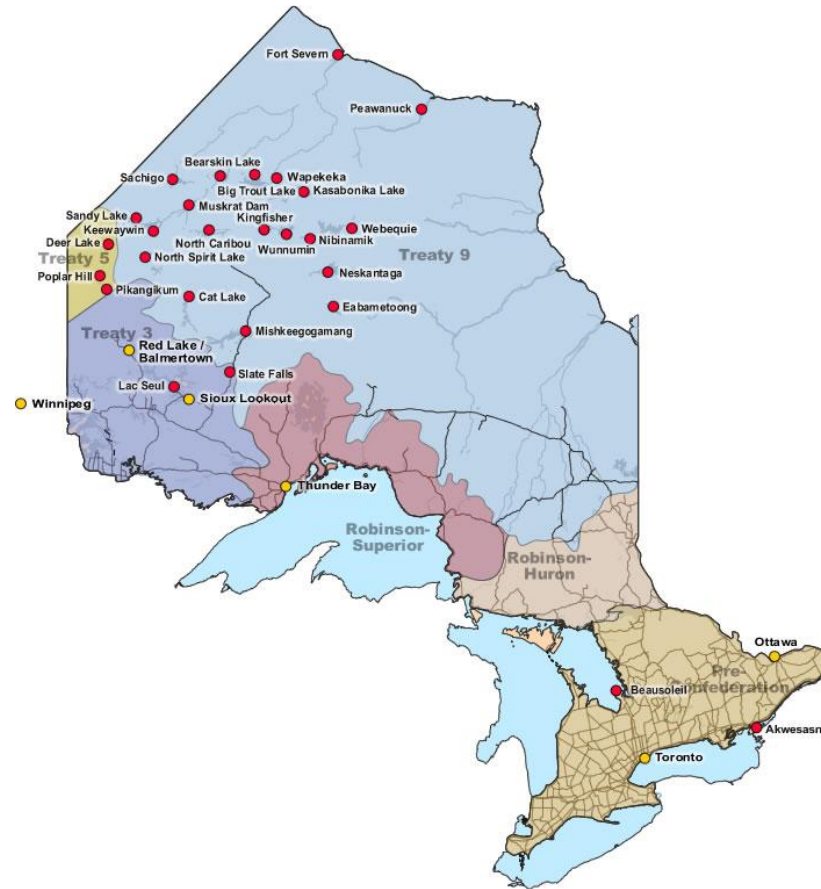 Fort Severn
Peawanuck
Bearskin Lake
Sachigo
Wapekeka
Big Trout Lake
Kasabonika Lake
Muskrat Dam
Sandy Lake
Kingfisher
Keewaywin
North Caribou
Webequie
Deer Lake
Wunnumin
Nibinamik
Treaty 5
North Spirit Lake
Treaty 9
Poplar Hill
Neskantaga
Pikangikum
Cat Lake
Eabametoong
Treaty 3
Mishkeegogamang
Red Lake /
Balmertown
Slate Falls
Lac Seul
Sioux Lookout
Winnipeg
Thunder Bay
Robinson-
Superior
Robinson-
Huron
Ottawa
Pre-
Confederation
Beausoleil
Akwesasn
Toronto